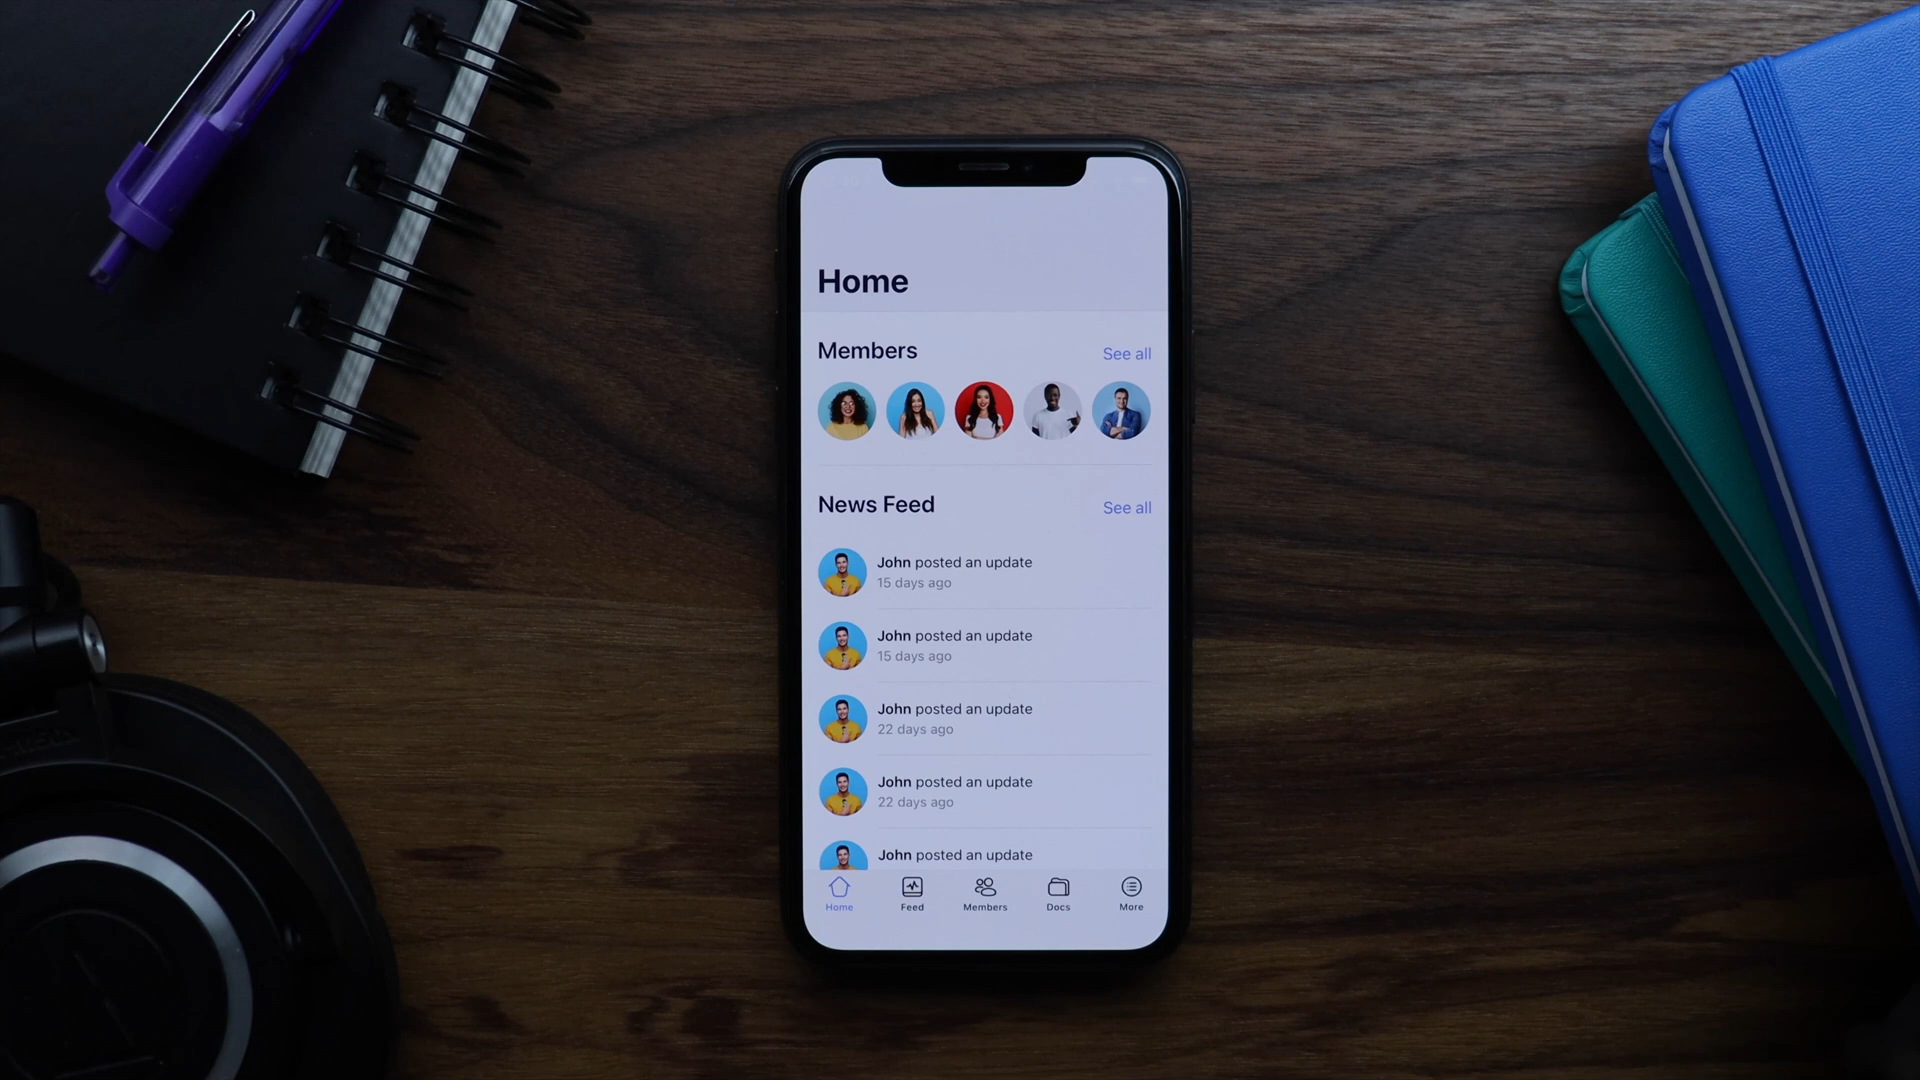 Home
Members
See all
News Feed
See all
John posted an update
15 days ago
John posted an update
15 days ago
John posted an update
22 days ago
John posted an update
22 days ago
John posted an update
Home
Feed
Members
Docs
More